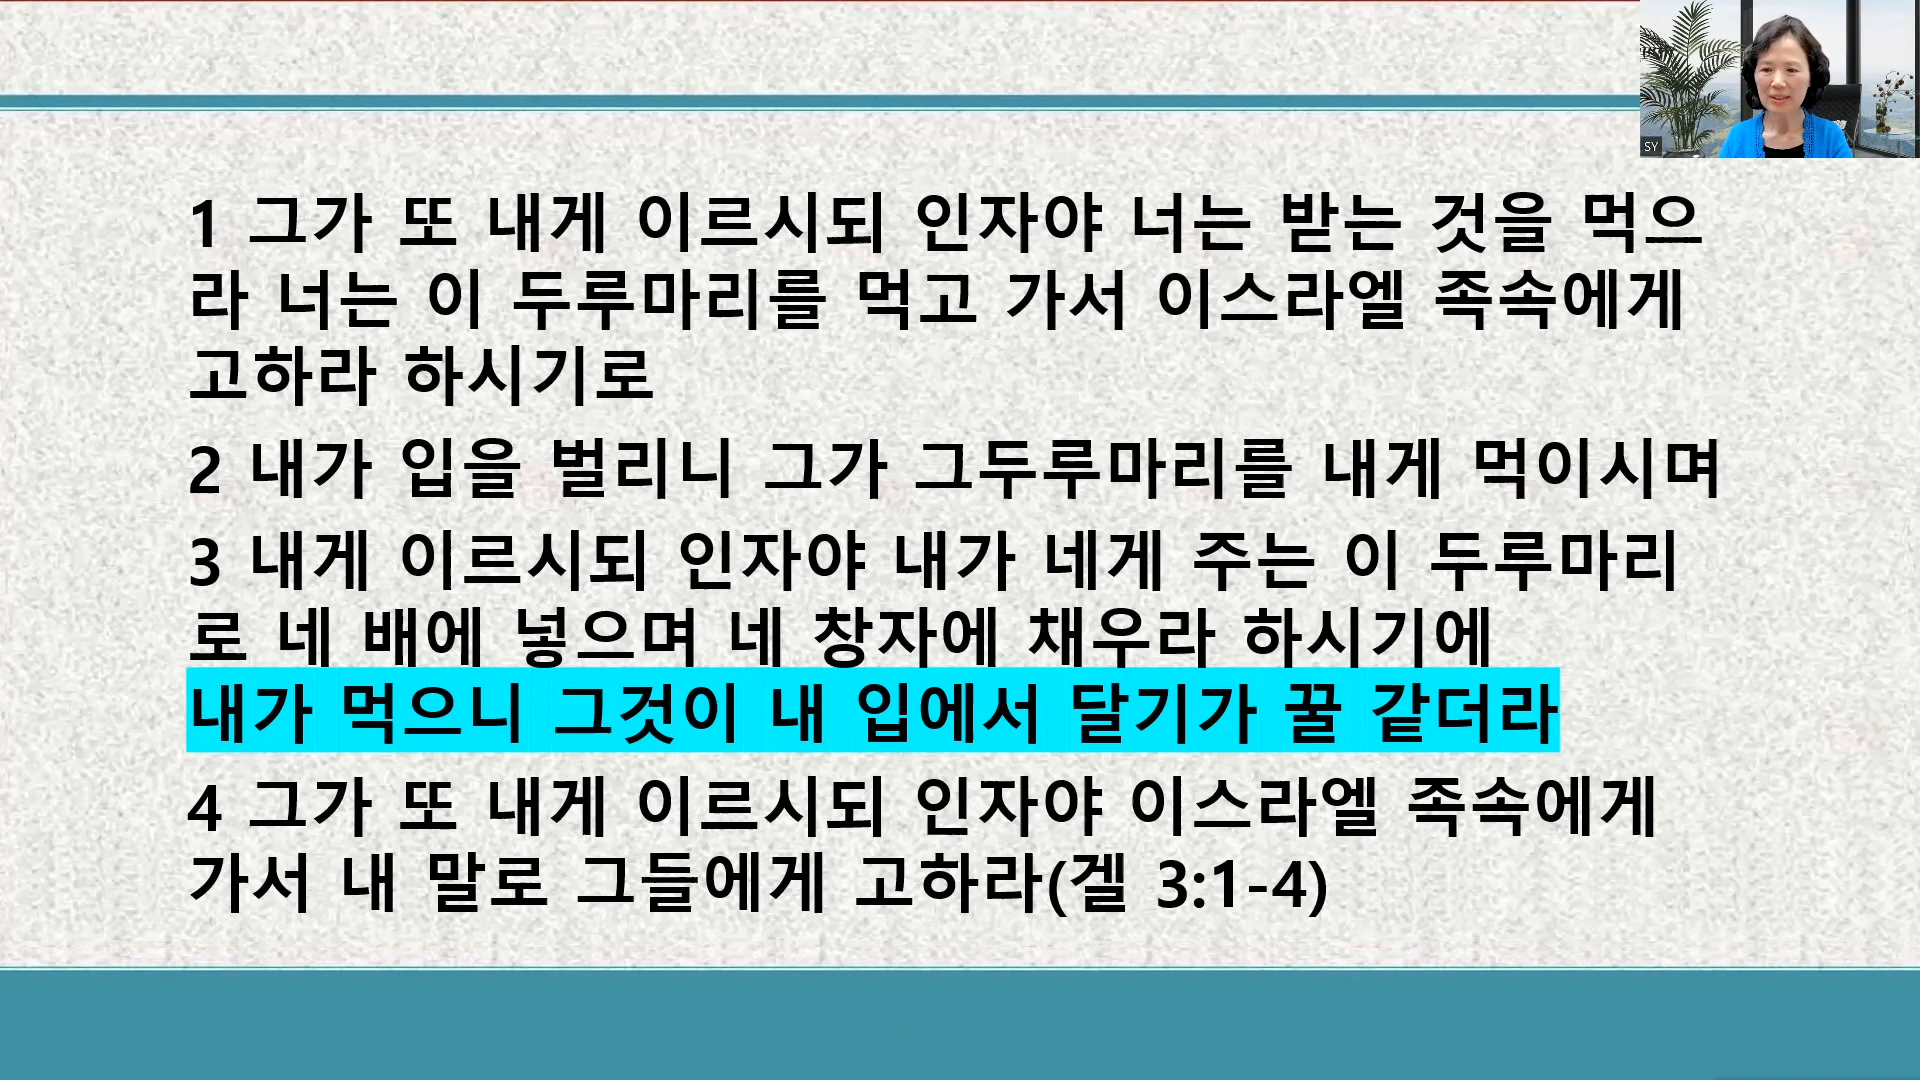 SY
1 그가 또 내게 이르시되 인자야 너는 받는 것을 먹으
라 너는 이 두루마리를 먹고 가서 이스라엘 족속에게
고하라 하시기로
2 내가 입을 벌리니 그가 그두루마리를 내게 먹이시며
3 내게 이르시되 인자야 내가 네게 주는 이 두루마리
로 네 배에 넣으며 네 창자에 채우라 하시기에
내가 먹으니 그것이 내 입에서 달기가 꿀 같더라
4 그가 또 내게 이르시되 인자야 이스라엘 족속에게
가서 내 말로 그들에게 고하라(겔 3:1-4)